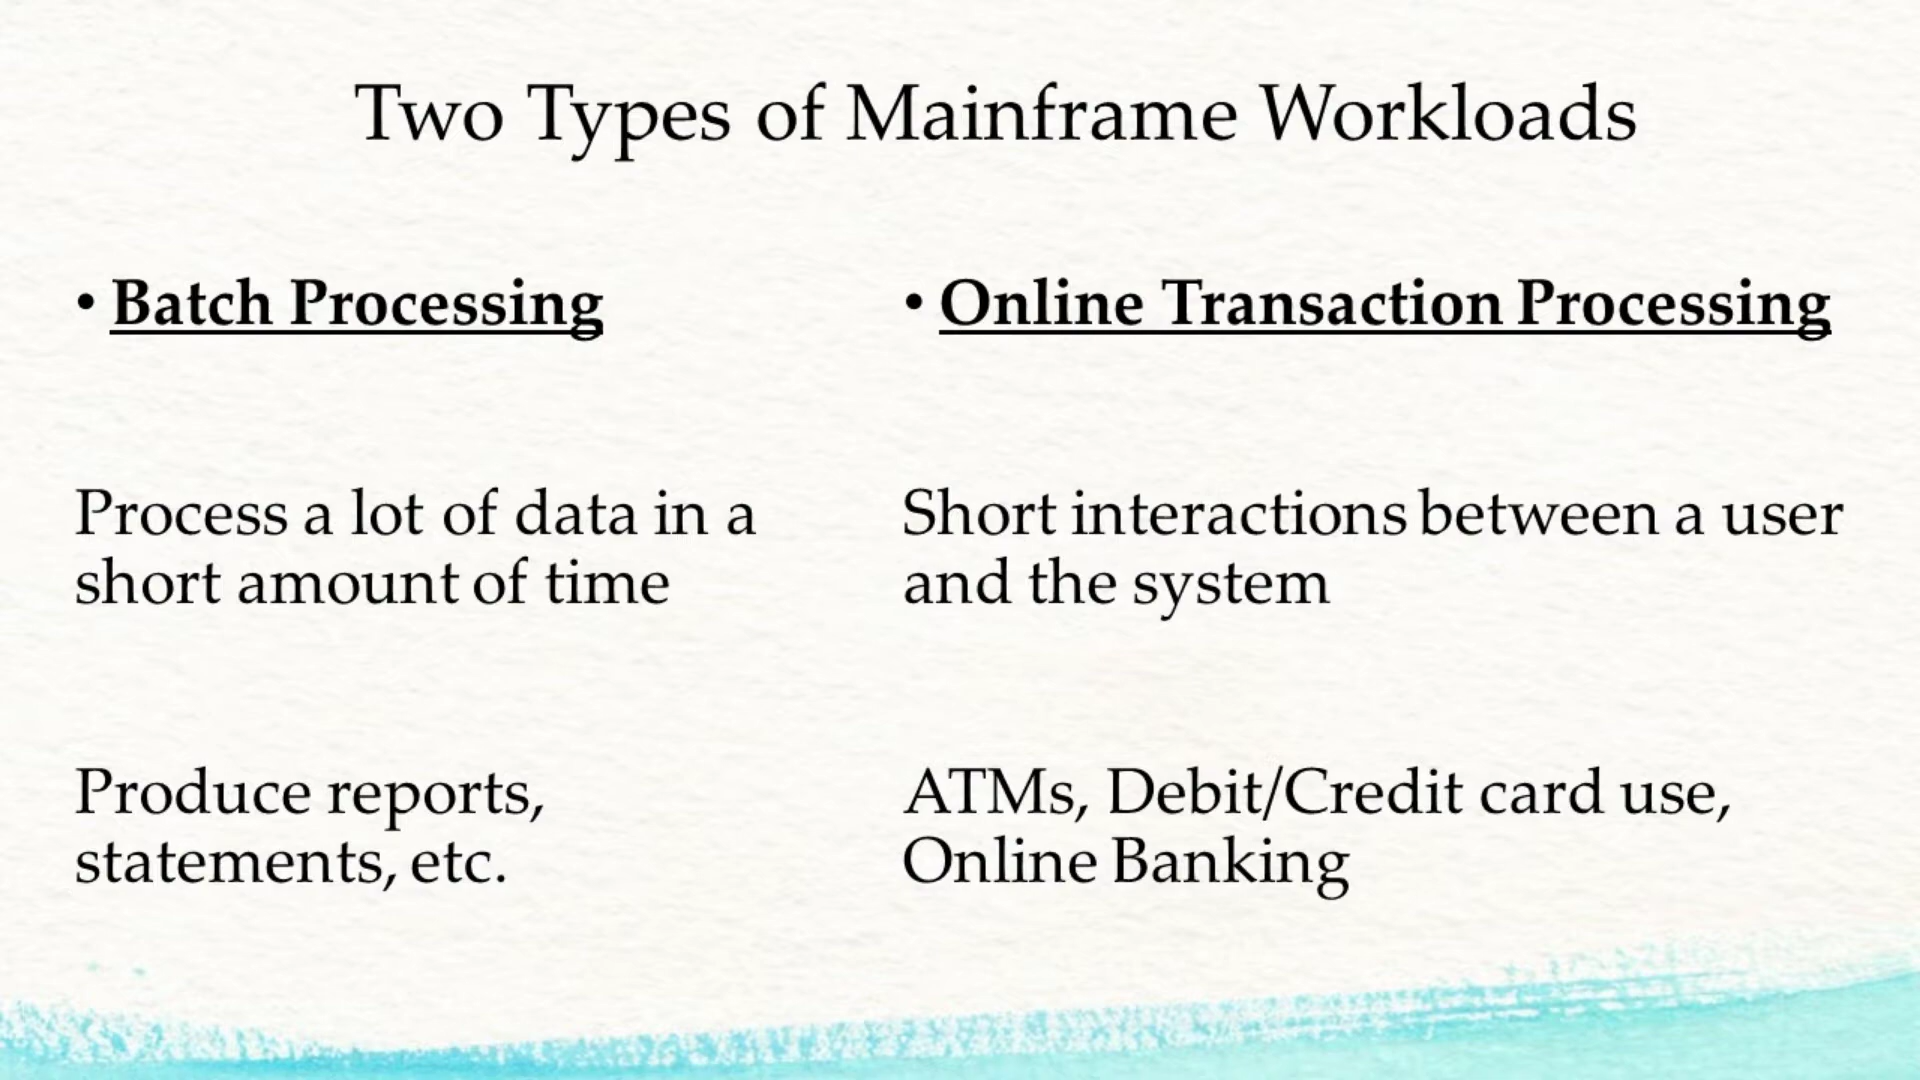 Two Types of Mainframe Workloads
• Batch Processing
Process a lot of data in a
short amount of time
Produce reports,
statements, etc.
• Online Transaction Processing
Short interactions between a user
and the system
ATMs, Debit/Credit card use,
Online Banking